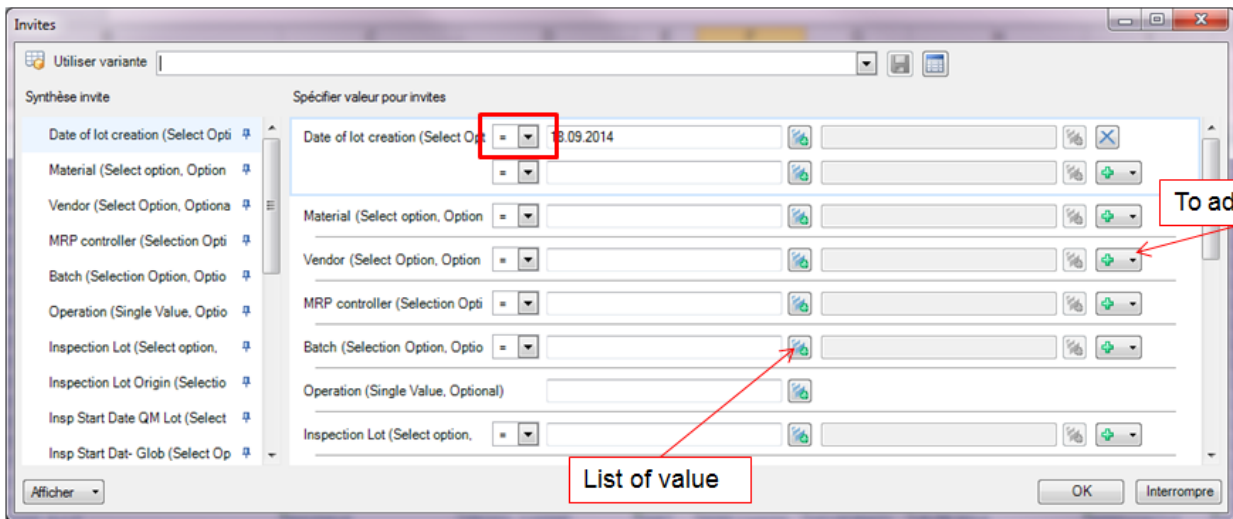 Invites
Utiliser variante
Synthèse invite
Spécifier valeur pour invites
Date of lot creation (Select Opti
Material (Select option, Option
Vendor (Select Option, Optiona
MRP controller (Selection Opti
Batch (Selection Option, Optio
Operation (Single Value, Optio
Inspection Lot (Select option,
Inspection Lot Origin (Selectio
Insp Start Date QM Lot (Select
Insp Start Dat- Glob (Select Op
Date of lot creation (Select Opt = 18.09.2014
=
Material (Select option, Option =
Vendor (Select Option, Option =
MRP controller (Selection Opti =
Batch (Selection Option, Optio =
Operation (Single Value, Optional)
Inspection Lot (Select option, =
To ad
List of value
Afficher
OK
Interrompre